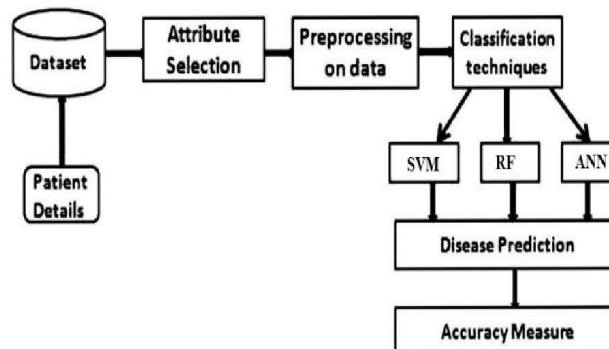 Dataset
Attribute
Selection
Preprocessing
on data
Classification
techniques
Patient
Details
SVM
RF
ANN
Disease Prediction
Accuracy Measure